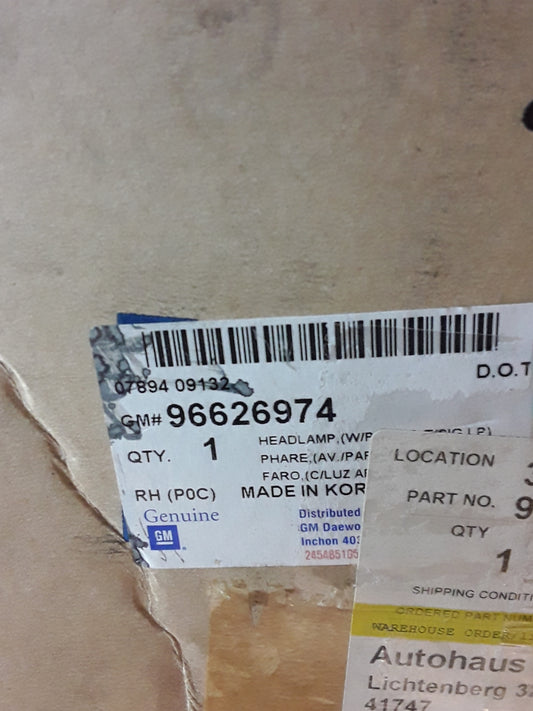 07894 09132
D.O.T
GM# 96626974
QTY. 1
HEADLAMP,(W/P
PHARE,(AV./PAR
FARO,(C/LUZ
RH (P0C) MADE IN KOR
Genuine
GM
Distributed
GM Daewo
Inchon 403
LOCATION
PART NO. 9
QTY
1
SHIPPING CONDITI
ORDERED PART NUM
WAREHOUSE ORDER/
Autohaus
Lichtenberg 3
41747